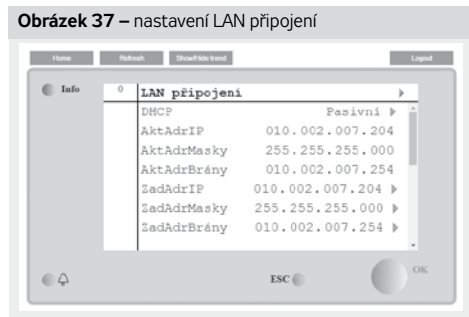 Obrázek 37 – nastavení LAN připojení
Home Refresh Show/Hide trend Logout
Info 0 LAN připojení
DHCP Pasivní
AktAdrIP 010.002.007.204
AktAdrMasky 255.255.255.000
AktAdrBrány 010.002.007.254
ZadAdrIP 010.002.007.204
ZadAdrMasky 255.255.255.000
ZadAdrBrány 010.002.007.254
ESC OK